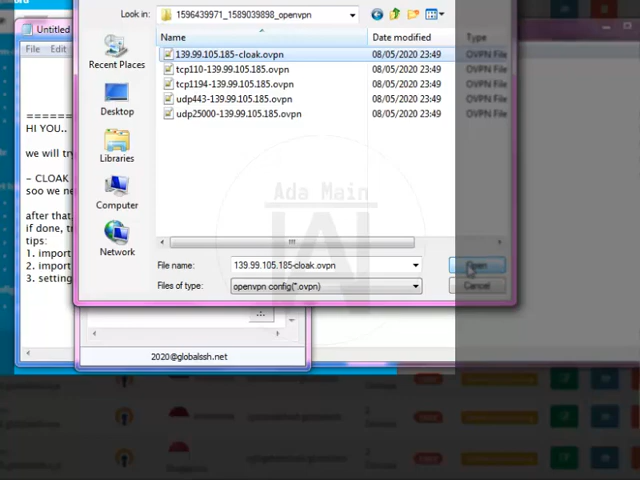 Look in:
1596439971_1589039898_openvpn
Untitled
File Edit
Name Date modified Type
139.99.105.185-cloak.ovpn 08/05/2020 23:49 OVPN File
tcp110-139.99.105.185.ovpn 08/05/2020 23:49 OVPN File
tcp1194-139.99.105.185.ovpn 08/05/2020 23:49 OVPN File
udp443-139.99.105.185.ovpn 08/05/2020 23:49 OVPN File
udp25000-139.99.105.185.ovpn 08/05/2020 23:49 OVPN File
Recent Places
Desktop
Libraries
Computer
Network
=======
HI YOU..
we will try
- CLOAK
soo we ne
after that,
if done, t
tips:
1. import
2. import
3. setting
Ada Main
File name: 139.99.105.185-cloak.ovpn Open
Files of type: openvpn config(*.ovpn) Cancel
2020@globalssh.net